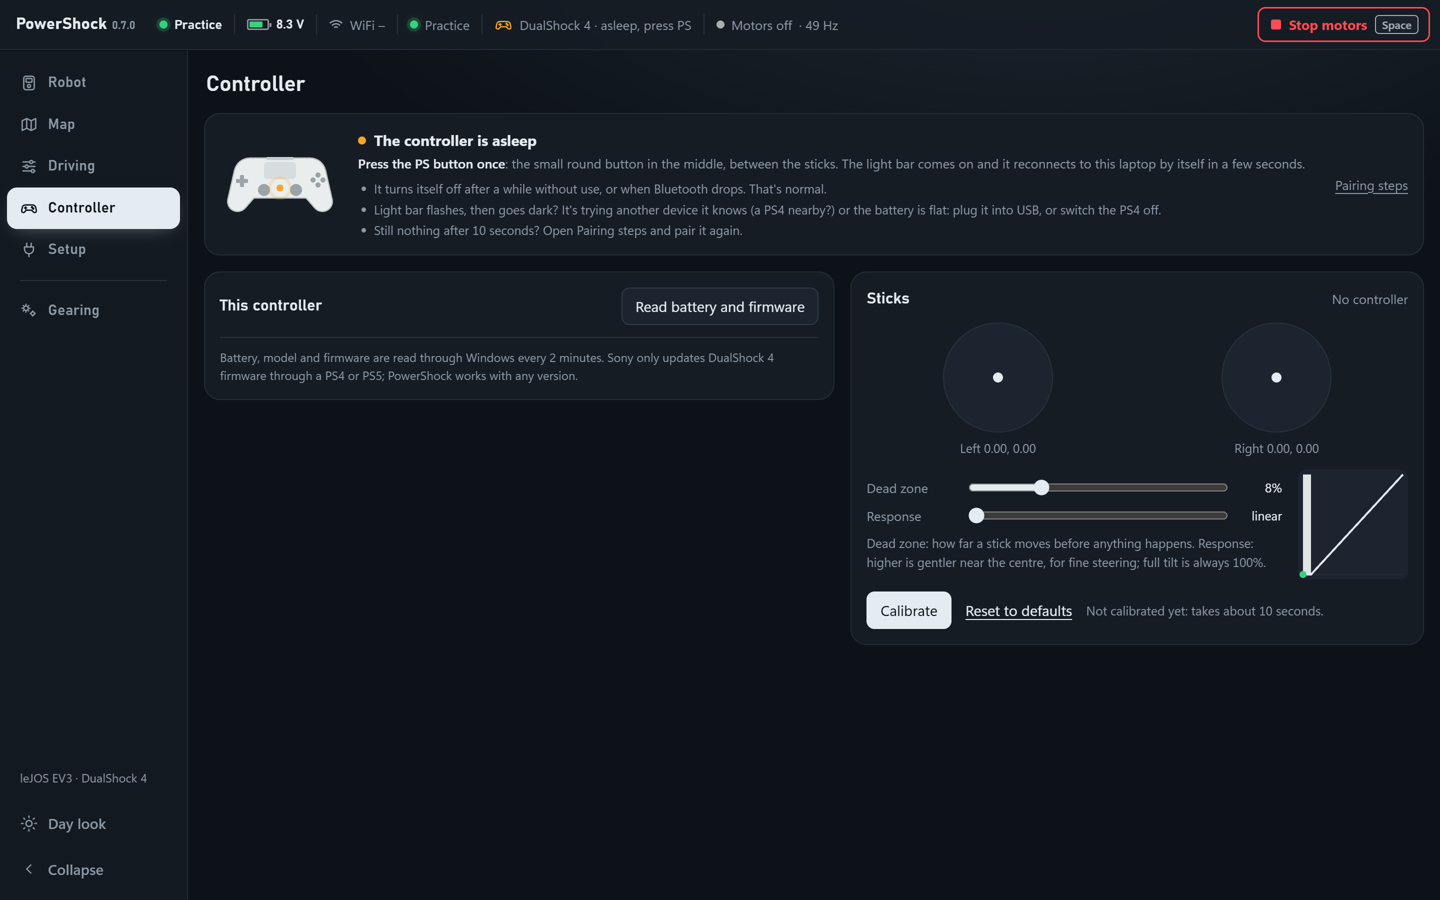 PowerShock 0.7.0
Practice
8.3 V
WiFi –
Practice
DualShock 4 · asleep, press PS
Motors off · 49 Hz
Stop motors Space
Robot
Map
Driving
Controller
Setup
Gearing
leJOS EV3 · DualShock 4
Day look
Collapse
Controller
The controller is asleep
Press the PS button once: the small round button in the middle, between the sticks. The light bar comes on and it reconnects to this laptop by itself in a few seconds.
• It turns itself off after a while without use, or when Bluetooth drops. That's normal.
• Light bar flashes, then goes dark? It's trying another device it knows (a PS4 nearby?) or the battery is flat: plug it into USB, or switch the PS4 off.
• Still nothing after 10 seconds? Open Pairing steps and pair it again.
Pairing steps
This controller
Read battery and firmware
Battery, model and firmware are read through Windows every 2 minutes. Sony only updates DualShock 4
firmware through a PS4 or PS5; PowerShock works with any version.
Sticks
No controller
Left 0.00, 0.00
Right 0.00, 0.00
Dead zone
8%
Response
linear
Dead zone: how far a stick moves before anything happens. Response:
higher is gentler near the centre, for fine steering; full tilt is always 100%.
Calibrate
Reset to defaults
Not calibrated yet: takes about 10 seconds.